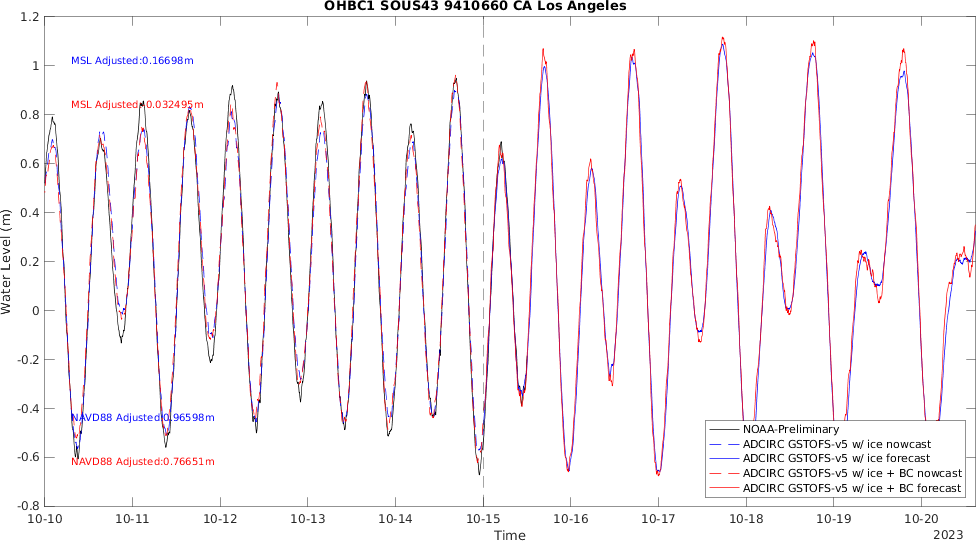 OHBC1 SOUS43 9410660 CA Los Angeles
1.2
1
0.8
0.6
0.4
0.2
0
-0.2
-0.4
-0.6
-0.8
Water Level (m)
MSL Adjusted:0.16698m
MSL Adjusted:-0.032495m
NAVD88 Adjusted:0.96598m
NAVD88 Adjusted:0.76651m
NOAA-Preliminary
ADCIRC GSTOFS-v5 w/ ice nowcast
ADCIRC GSTOFS-v5 w/ ice forecast
ADCIRC GSTOFS-v5 w/ ice + BC nowcast
ADCIRC GSTOFS-v5 w/ ice + BC forecast
10-10 10-11 10-12 10-13 10-14 10-15 10-16 10-17 10-18 10-19 10-20
Time
2023